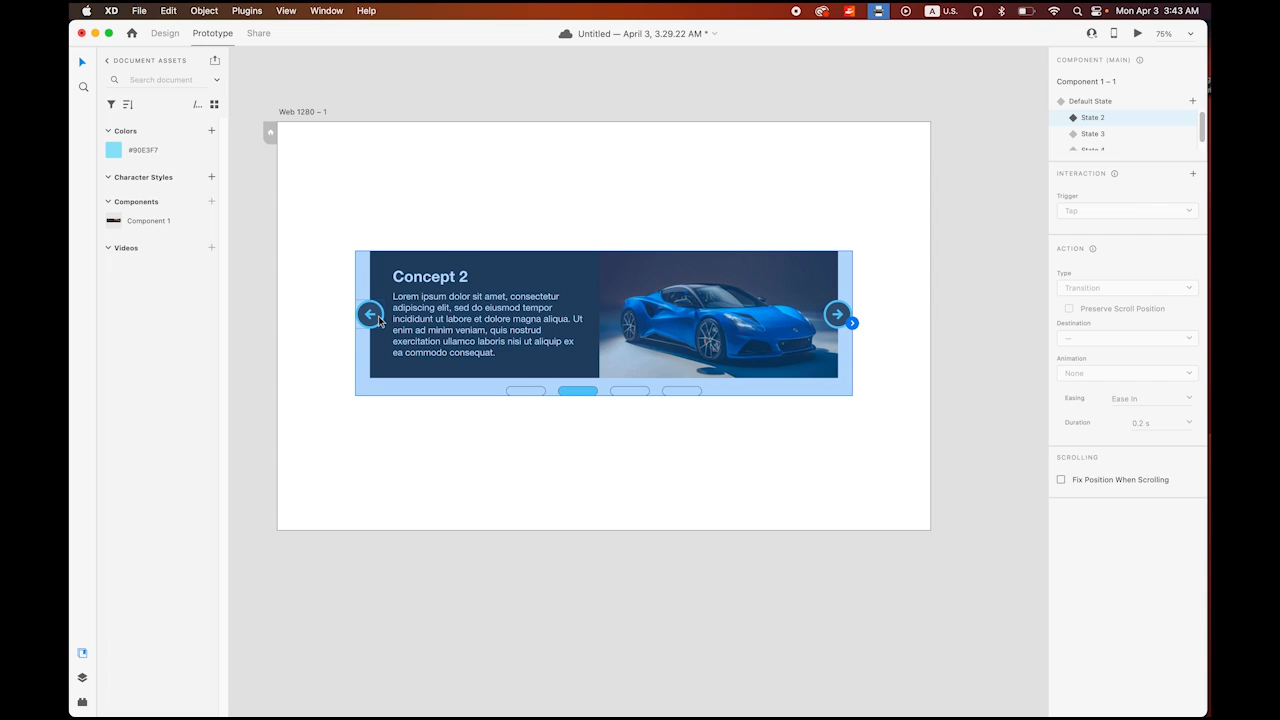 XD File Edit Object Plugins View Window Help
A U.S. Mon Apr 3 3:43 AM
Design Prototype Share
Untitled — April 3, 3.29.22 AM *
75%
DOCUMENT ASSETS
Search document
/...
Colors
#90E3F7
Character Styles
Components
Component 1
Videos
Web 1280 – 1
Concept 2
Lorem ipsum dolor sit amet, consectetur
adipiscing elit, sed do eiusmod tempor
incididunt ut labore et dolore magna aliqua. Ut
enim ad minim veniam, quis nostrud
exercitation ullamco laboris nisi ut aliquip ex
ea commodo consequat.
COMPONENT (MAIN)
Component 1 – 1
Default State
State 2
State 3
State 4
INTERACTION
Trigger
Tap
ACTION
Type
Transition
Preserve Scroll Position
Destination
—
Animation
None
Easing Ease In
Duration 0.2 s
SCROLLING
Fix Position When Scrolling